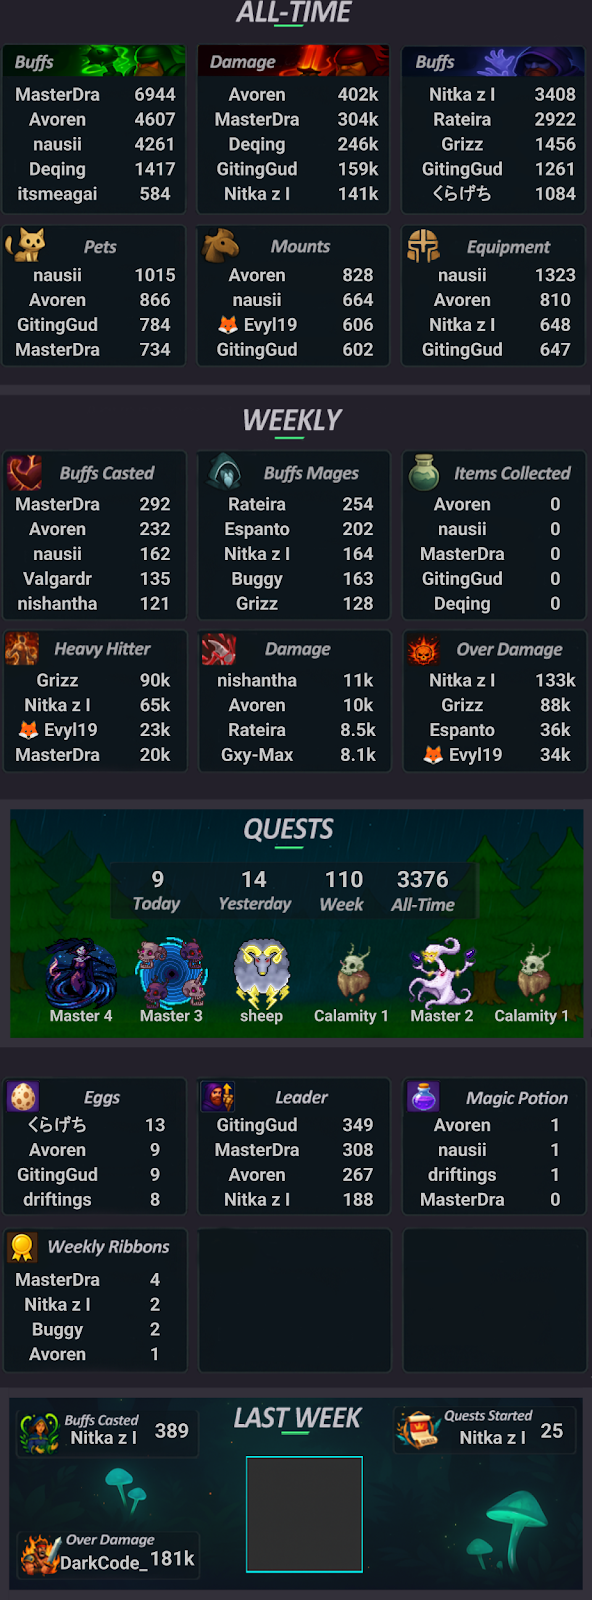 ALL-TIME
Buffs
MasterDra 6944
Avoren 4607
nausii 4261
Deqing 1417
itsmeagai 584
Damage
Avoren 402k
MasterDra 304k
Deqing 246k
GitingGud 159k
Nitka z I 141k
Buffs
Nitka z I 3408
Rateira 2922
Grizz 1456
GitingGud 1261
くらげち 1084
Pets
nausii 1015
Avoren 866
GitingGud 784
MasterDra 734
Mounts
Avoren 828
nausii 664
🦊 Evyl19 606
GitingGud 602
Equipment
nausii 1323
Avoren 810
Nitka z I 648
GitingGud 647
WEEKLY
Buffs Casted
MasterDra 292
Avoren 232
nausii 162
Valgardr 135
nishantha 121
Buffs Mages
Rateira 254
Espanto 202
Nitka z I 164
Buggy 163
Grizz 128
Items Collected
Avoren 0
nausii 0
MasterDra 0
GitingGud 0
Deqing 0
Heavy Hitter
Grizz 90k
Nitka z I 65k
🦊 Evyl19 23k
MasterDra 20k
Damage
nishantha 11k
Avoren 10k
Rateira 8.5k
Gxy-Max 8.1k
Over Damage
Nitka z I 133k
Grizz 88k
Espanto 36k
🦊 Evyl19 34k
QUESTS
9 14 110 3376
Today Yesterday Week All-Time
Master 4 Master 3 sheep Calamity 1 Master 2 Calamity 1
Eggs
くらげち 13
Avoren 9
GitingGud 9
driftings 8
Leader
GitingGud 349
MasterDra 308
Avoren 267
Nitka z I 188
Magic Potion
Avoren 1
nausii 1
driftings 1
MasterDra 0
Weekly Ribbons
MasterDra 4
Nitka z I 2
Buggy 2
Avoren 1
LAST WEEK
Buffs Casted
Nitka z I 389
Quests Started
Nitka z I 25
Over Damage
DarkCode_ 181k